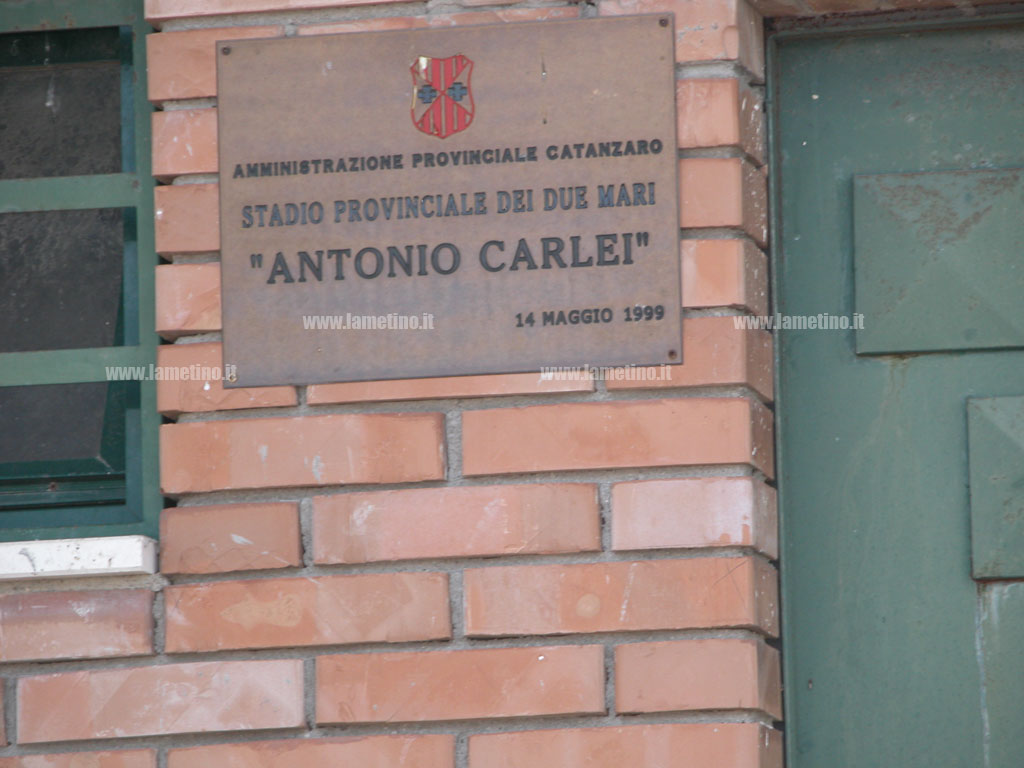 AMMINISTRAZIONE PROVINCIALE CATANZARO
STADIO PROVINCIALE DEI DUE MARI
"ANTONIO CARLEI"
14 MAGGIO 1999
www.lametino.it
www.lametino.it
www.lametino.it
www.lametino.it